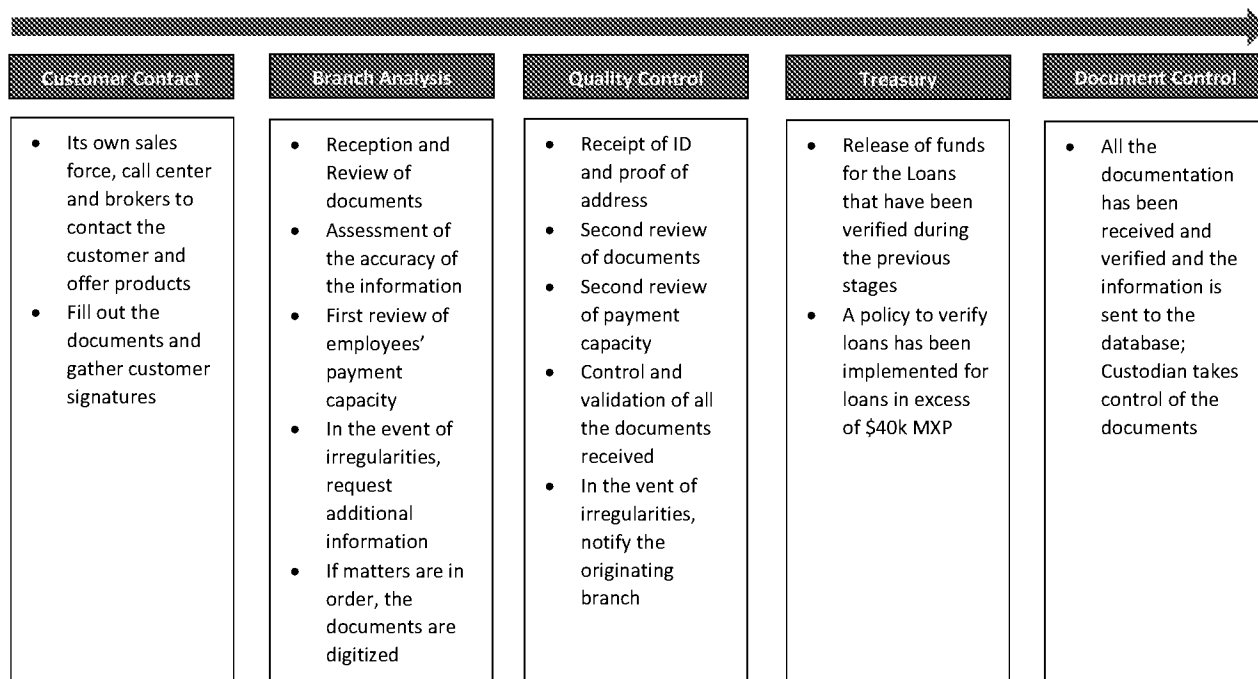 Customer Contact
• Its own sales
force, call center
and brokers to
contact the
customer and
offer products
• Fill out the
documents and
gather customer
signatures
Branch Analysis
• Reception and
Review of
documents
• Assessment of
the accuracy of
the information
• First review of
employees’
payment
capacity
• In the event of
irregularities,
request
additional
information
• If matters are in
order, the
documents are
digitized
Quality Control
• Receipt of ID
and proof of
address
• Second review
of documents
• Second review
of payment
capacity
• Control and
validation of all
the documents
received
• In the vent of
irregularities,
notify the
originating
branch
Treasury
• Release of funds
for the Loans
that have been
verified during
the previous
stages
• A policy to verify
loans has been
implemented for
loans in excess
of $40k MXP
Document Control
• All the
documentation
has been
received and
verified and the
information is
sent to the
database;
Custodian takes
control of the
documents